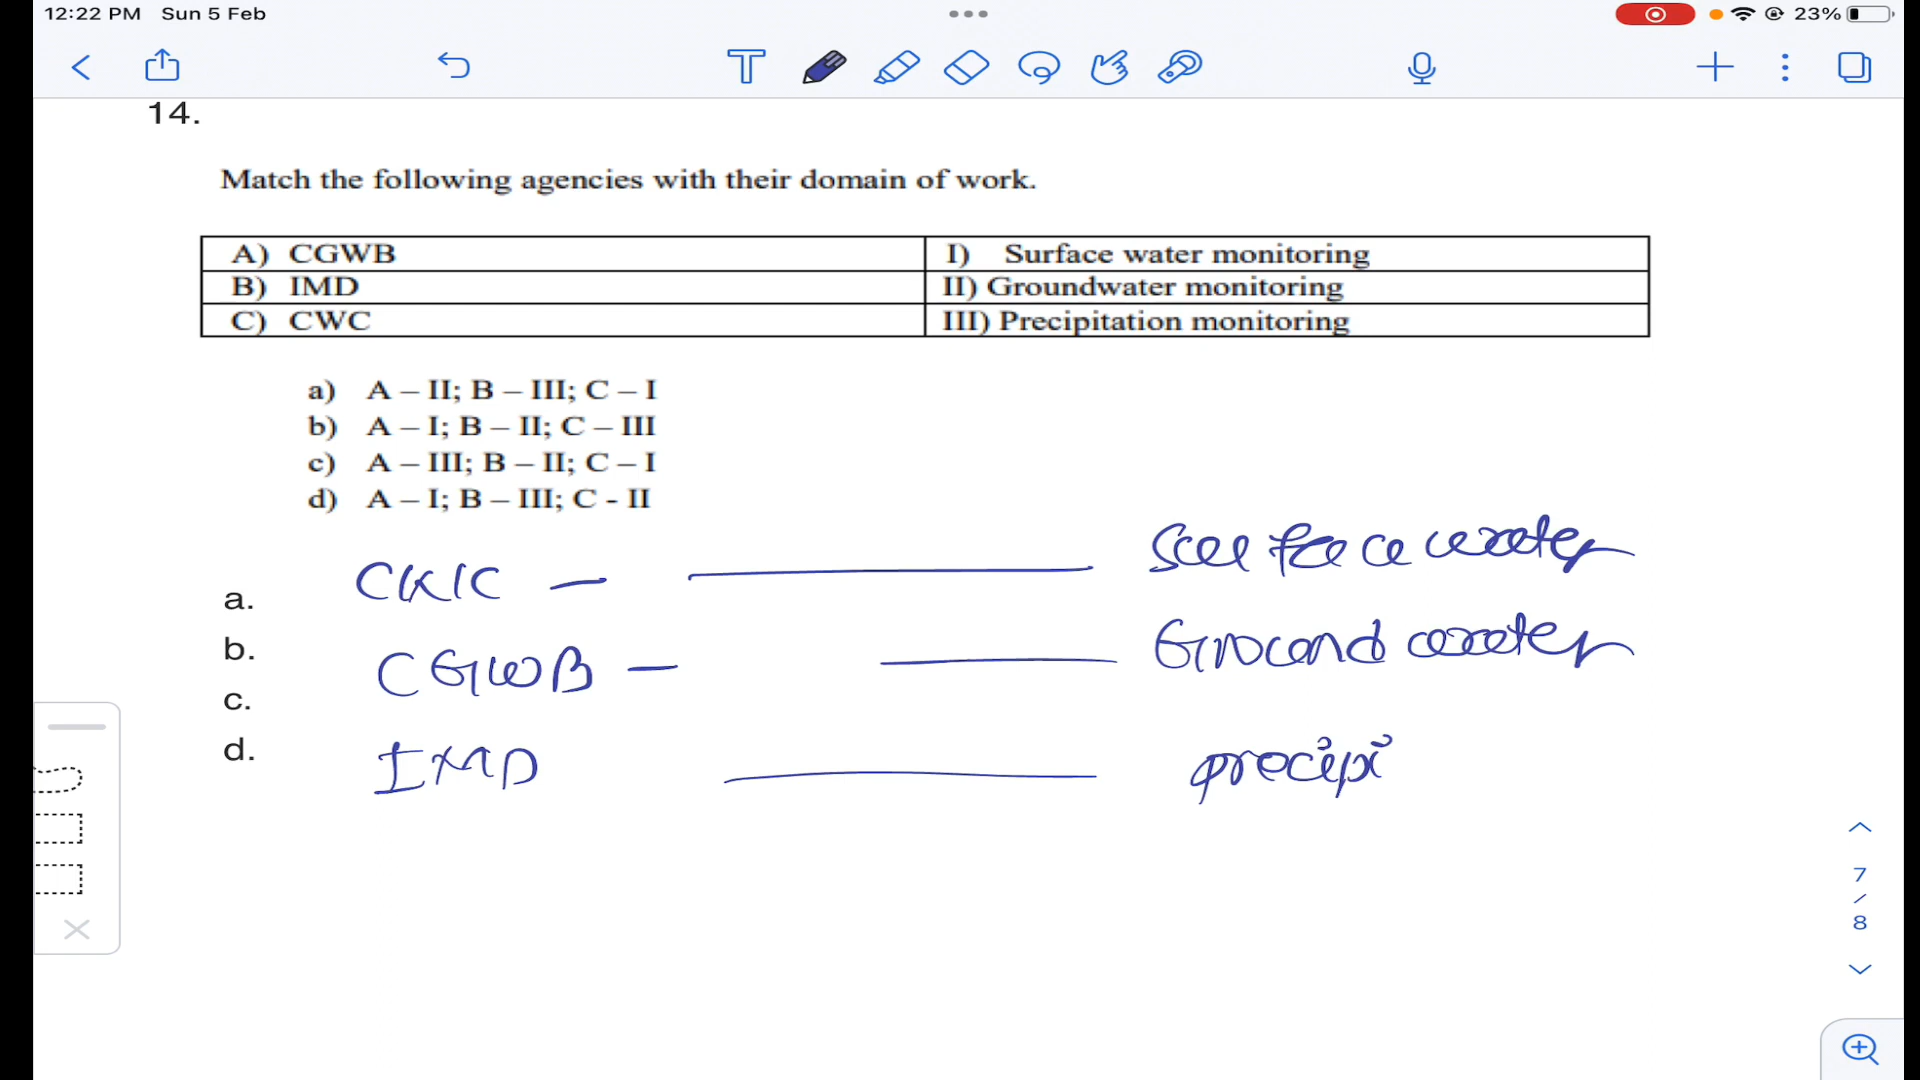 12:22 PM Sun 5 Feb
23%
14.
Match the following agencies with their domain of work.
A) CGWB I) Surface water monitoring
B) IMD II) Groundwater monitoring
C) CWC III) Precipitation monitoring
a) A – II; B – III; C – I
b) A – I; B – II; C – III
c) A – III; B – II; C – I
d) A – I; B – III; C - II
CWC – Surface water
a.
b.
CGWB – Ground water
c.
d.
IMD precipi
7
/
8